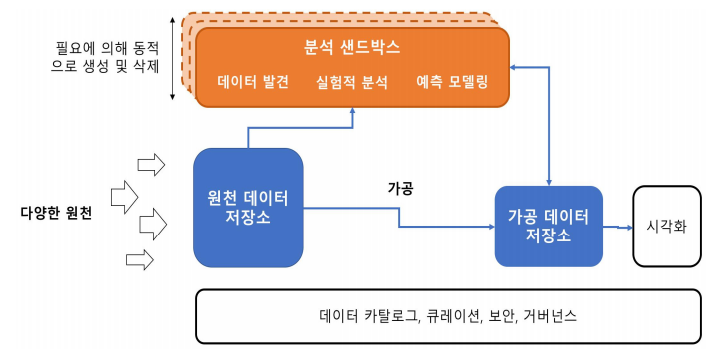 필요에 의해 동적
으로 생성 및 삭제
분석 샌드박스
데이터 발견 실험적 분석 예측 모델링
다양한 원천
원천 데이터
저장소
가공
가공 데이터
저장소
시각화
데이터 카탈로그, 큐레이션, 보안, 거버넌스